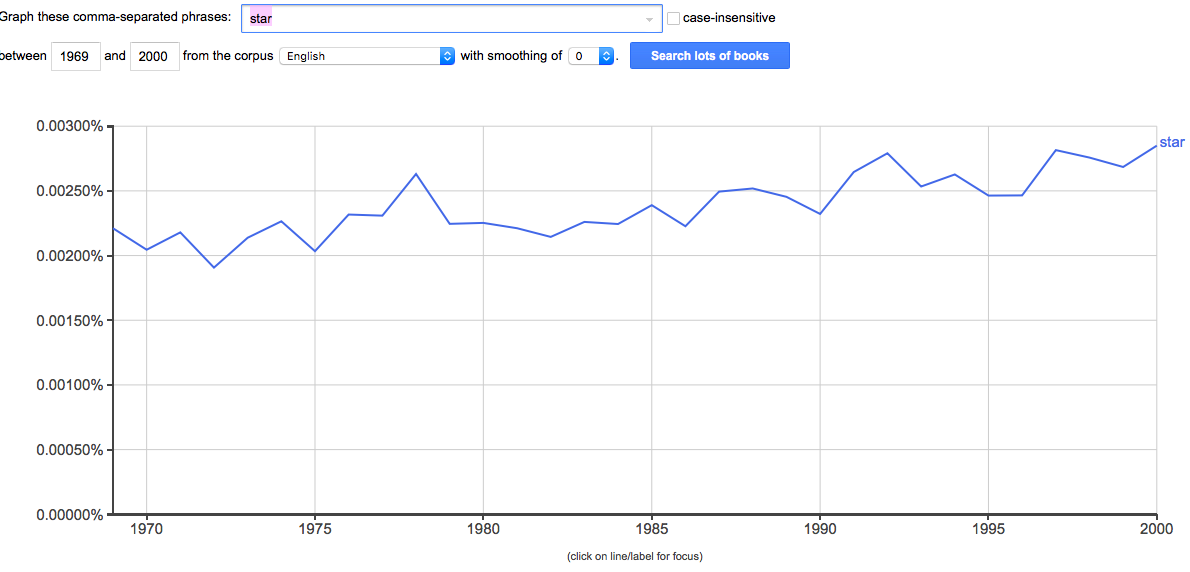 Graph these comma-separated phrases: star case-insensitive
between 1969 and 2000 from the corpus English with smoothing of 0 . Search lots of books
0.00300%
star
0.00250%
0.00200%
0.00150%
0.00100%
0.00050%
0.00000%
1970 1975 1980 1985 1990 1995 2000
(click on line/label for focus)